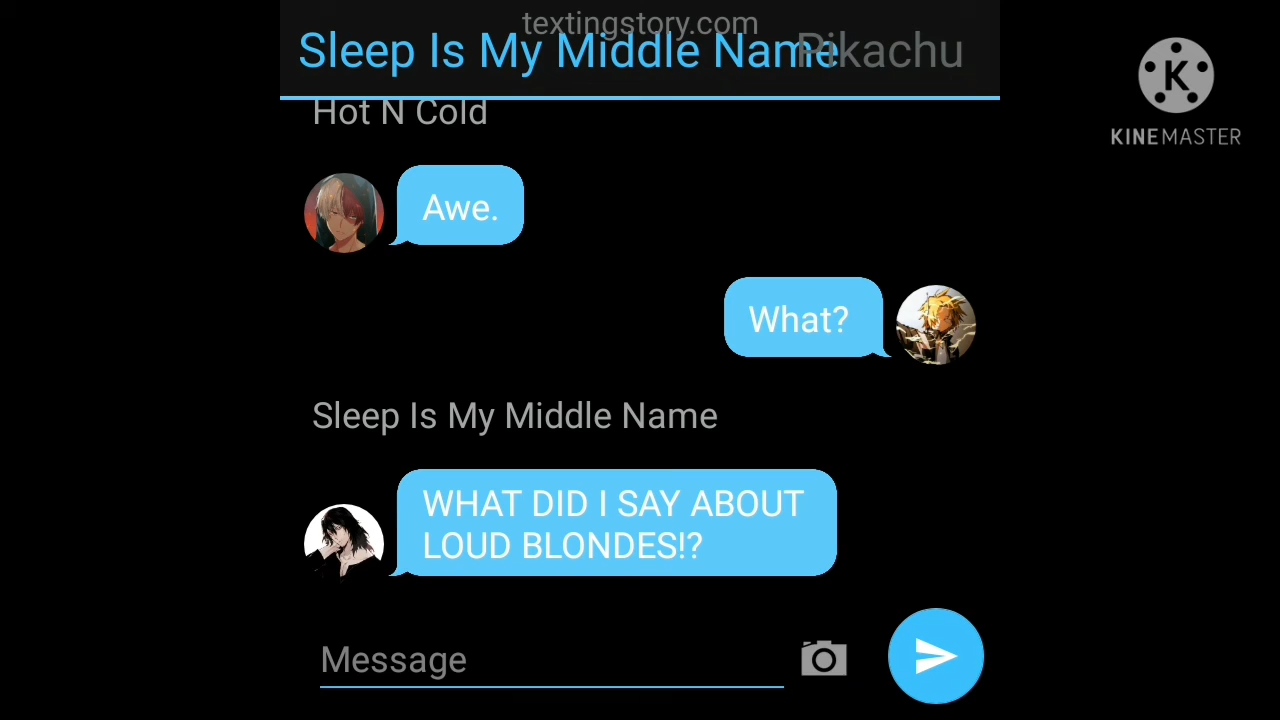 textingstory.com
Sleep Is My Middle Name Pikachu
KINEMASTER
Hot N Cold
Awe.
What?
Sleep Is My Middle Name
WHAT DID I SAY ABOUT
LOUD BLONDES!?
Message